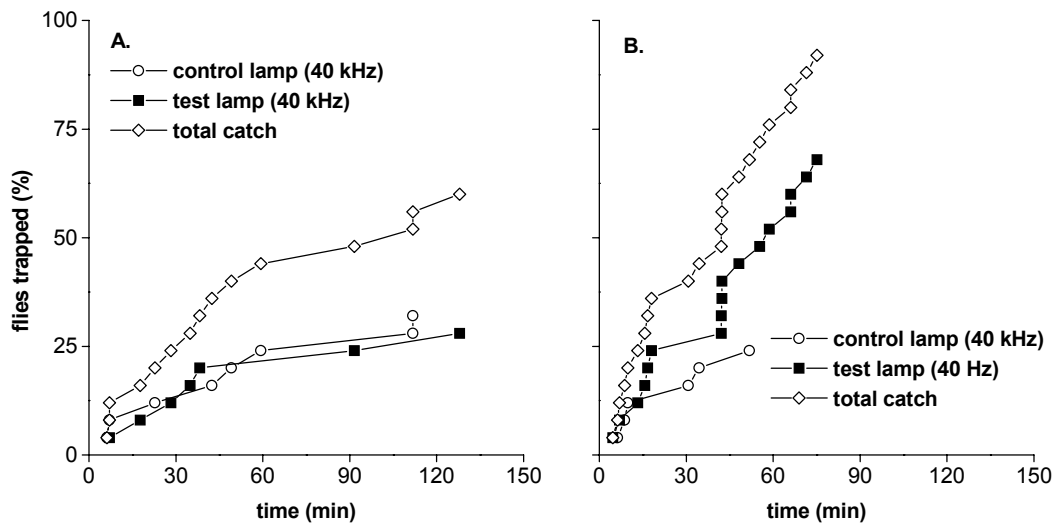 A.
control lamp (40 kHz)
test lamp (40 kHz)
total catch
100
75
50
25
0
flies trapped (%)
0 30 60 90 120 150
time (min)
B.
control lamp (40 kHz)
test lamp (40 Hz)
total catch
0 30 60 90 120 150
time (min)